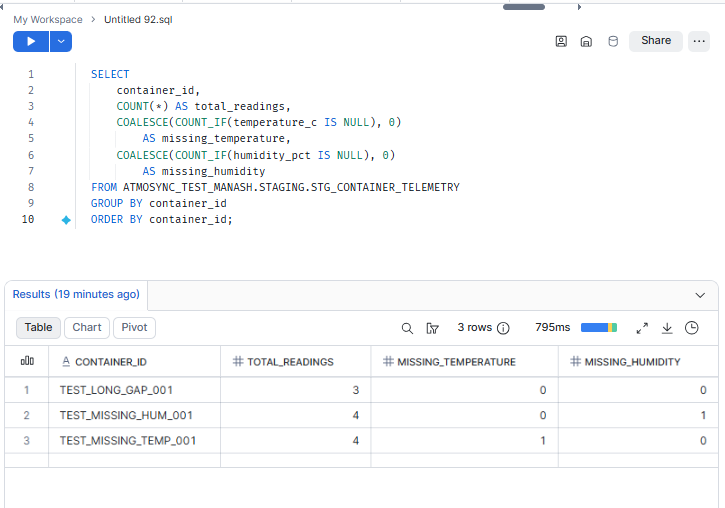 My Workspace > Untitled 92.sql
Share ...
1 SELECT
2 container_id,
3 COUNT(*) AS total_readings,
4 COALESCE(COUNT_IF(temperature_c IS NULL), 0)
5 AS missing_temperature,
6 COALESCE(COUNT_IF(humidity_pct IS NULL), 0)
7 AS missing_humidity
8 FROM ATMOSYNC_TEST_MANASH.STAGING.STG_CONTAINER_TELEMETRY
9 GROUP BY container_id
10 ORDER BY container_id;
Results (19 minutes ago)
Table Chart Pivot 3 rows 795ms
A CONTAINER_ID # TOTAL_READINGS # MISSING_TEMPERATURE # MISSING_HUMIDITY
1 TEST_LONG_GAP_001 3 0 0
2 TEST_MISSING_HUM_001 4 0 1
3 TEST_MISSING_TEMP_001 4 1 0